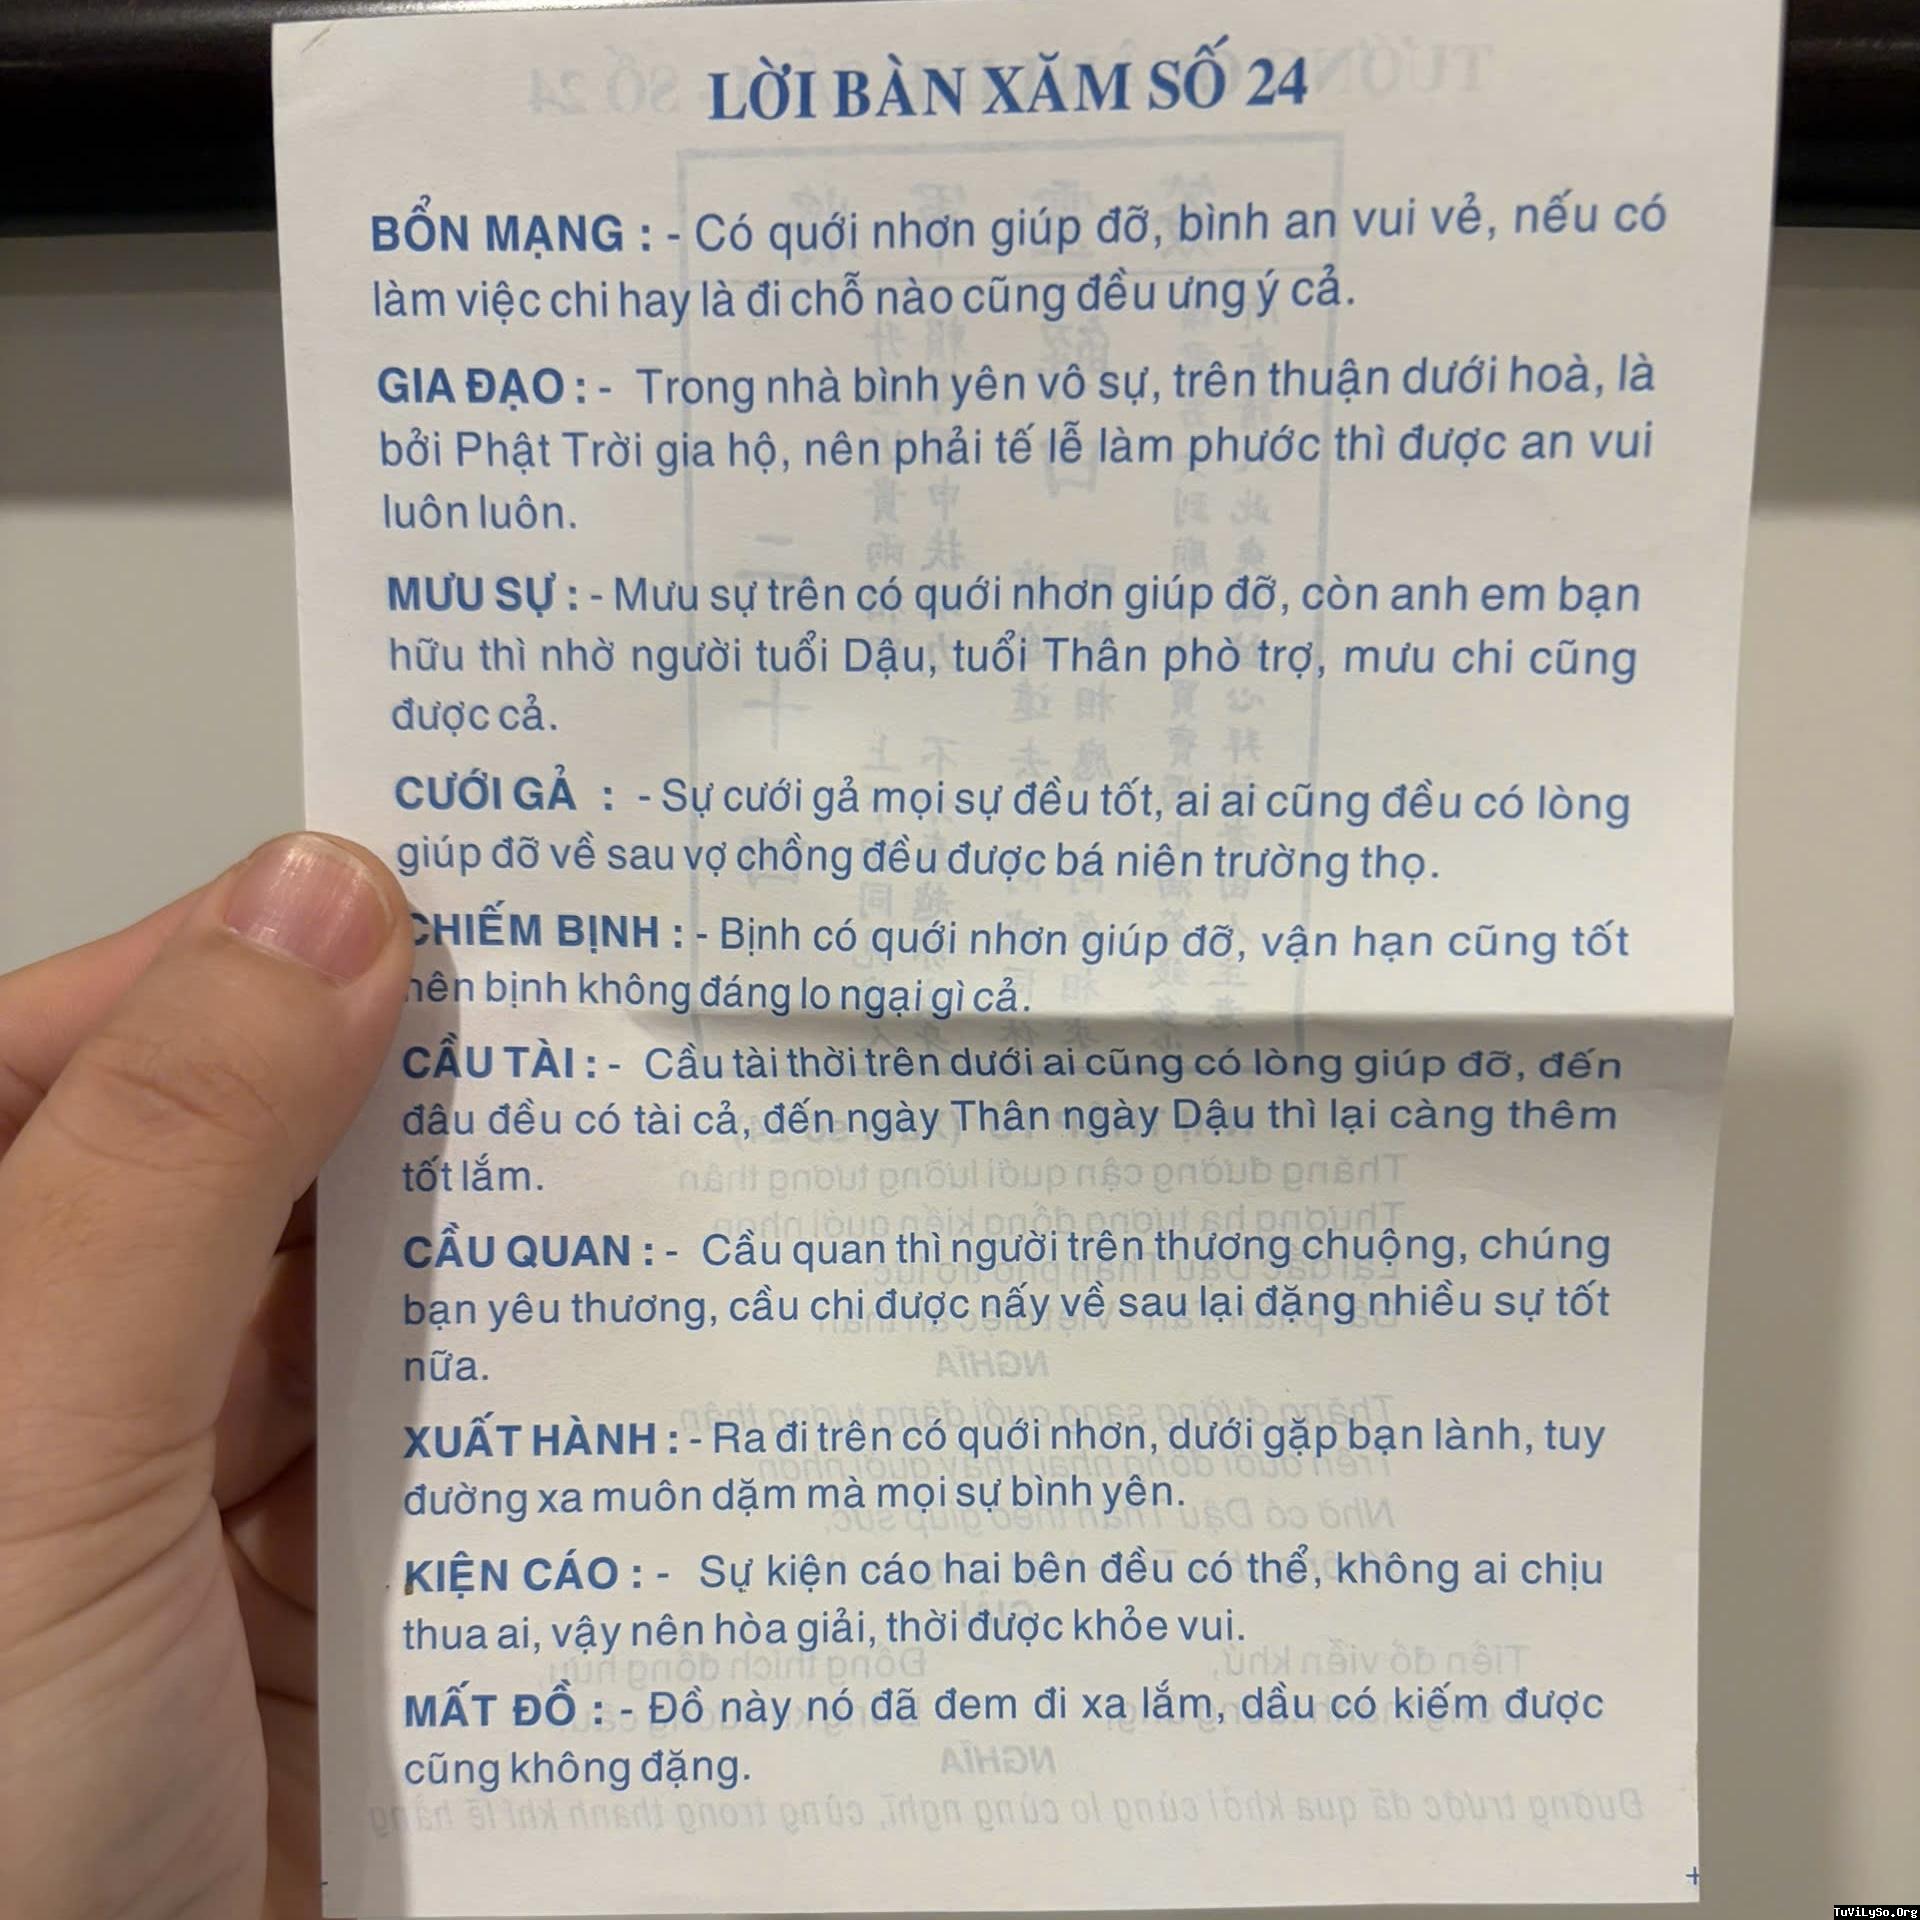 LỜI BÀN XĂM SỐ 24
BỔN MẠNG : - Có quới nhơn giúp đỡ, bình an vui vẻ, nếu có
làm việc chi hay là đi chỗ nào cũng đều ưng ý cả.
GIA ĐẠO : - Trong nhà bình yên vô sự, trên thuận dưới hoà, là
bởi Phật Trời gia hộ, nên phải tế lễ làm phước thì được an vui
luôn luôn.
MƯU SỰ : - Mưu sự trên có quới nhơn giúp đỡ, còn anh em bạn
hữu thì nhờ người tuổi Dậu, tuổi Thân phò trợ, mưu chi cũng
được cả.
CƯỚI GẢ : - Sự cưới gả mọi sự đều tốt, ai ai cũng đều có lòng
giúp đỡ về sau vợ chồng đều được bá niên trường thọ.
CHIẾM BỊNH : - Bịnh có quới nhơn giúp đỡ, vận hạn cũng tốt
nên bịnh không đáng lo ngại gì cả.
CẦU TÀI : - Cầu tài thời trên dưới ai cũng có lòng giúp đỡ, đến
đâu đều có tài cả, đến ngày Thân ngày Dậu thì lại càng thêm
tốt lắm.
CẦU QUAN : - Cầu quan thì người trên thương chuộng, chúng
bạn yêu thương, cầu chi được nấy về sau lại đặng nhiều sự tốt
nữa.
XUẤT HÀNH : - Ra đi trên có quới nhơn, dưới gặp bạn lành, tuy
đường xa muôn dặm mà mọi sự bình yên.
KIỆN CÁO : - Sự kiện cáo hai bên đều có thể, không ai chịu
thua ai, vậy nên hòa giải, thời được khỏe vui.
MẤT ĐỒ : - Đồ này nó đã đem đi xa lắm, dầu có kiếm được
cũng không đặng.
TuViLySo.Org